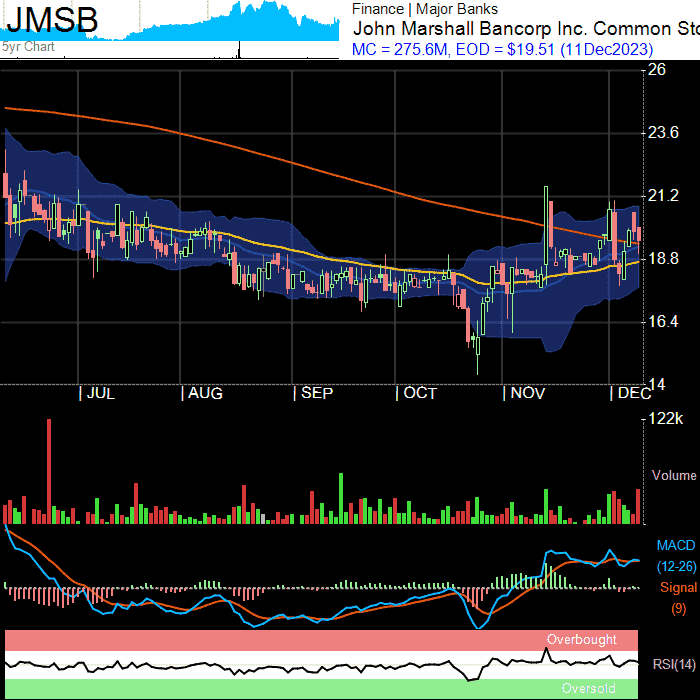 JMSB
5yr Chart
Finance | Major Banks
John Marshall Bancorp Inc. Common Sto
MC = 275.6M, EOD = $19.51 (11Dec2023)
26
23.6
21.2
18.8
16.4
14
| JUL | AUG | SEP | OCT | NOV | DEC
122k
Volume
MACD
(12-26)
Signal
(9)
Overbought
RSI(14)
Oversold